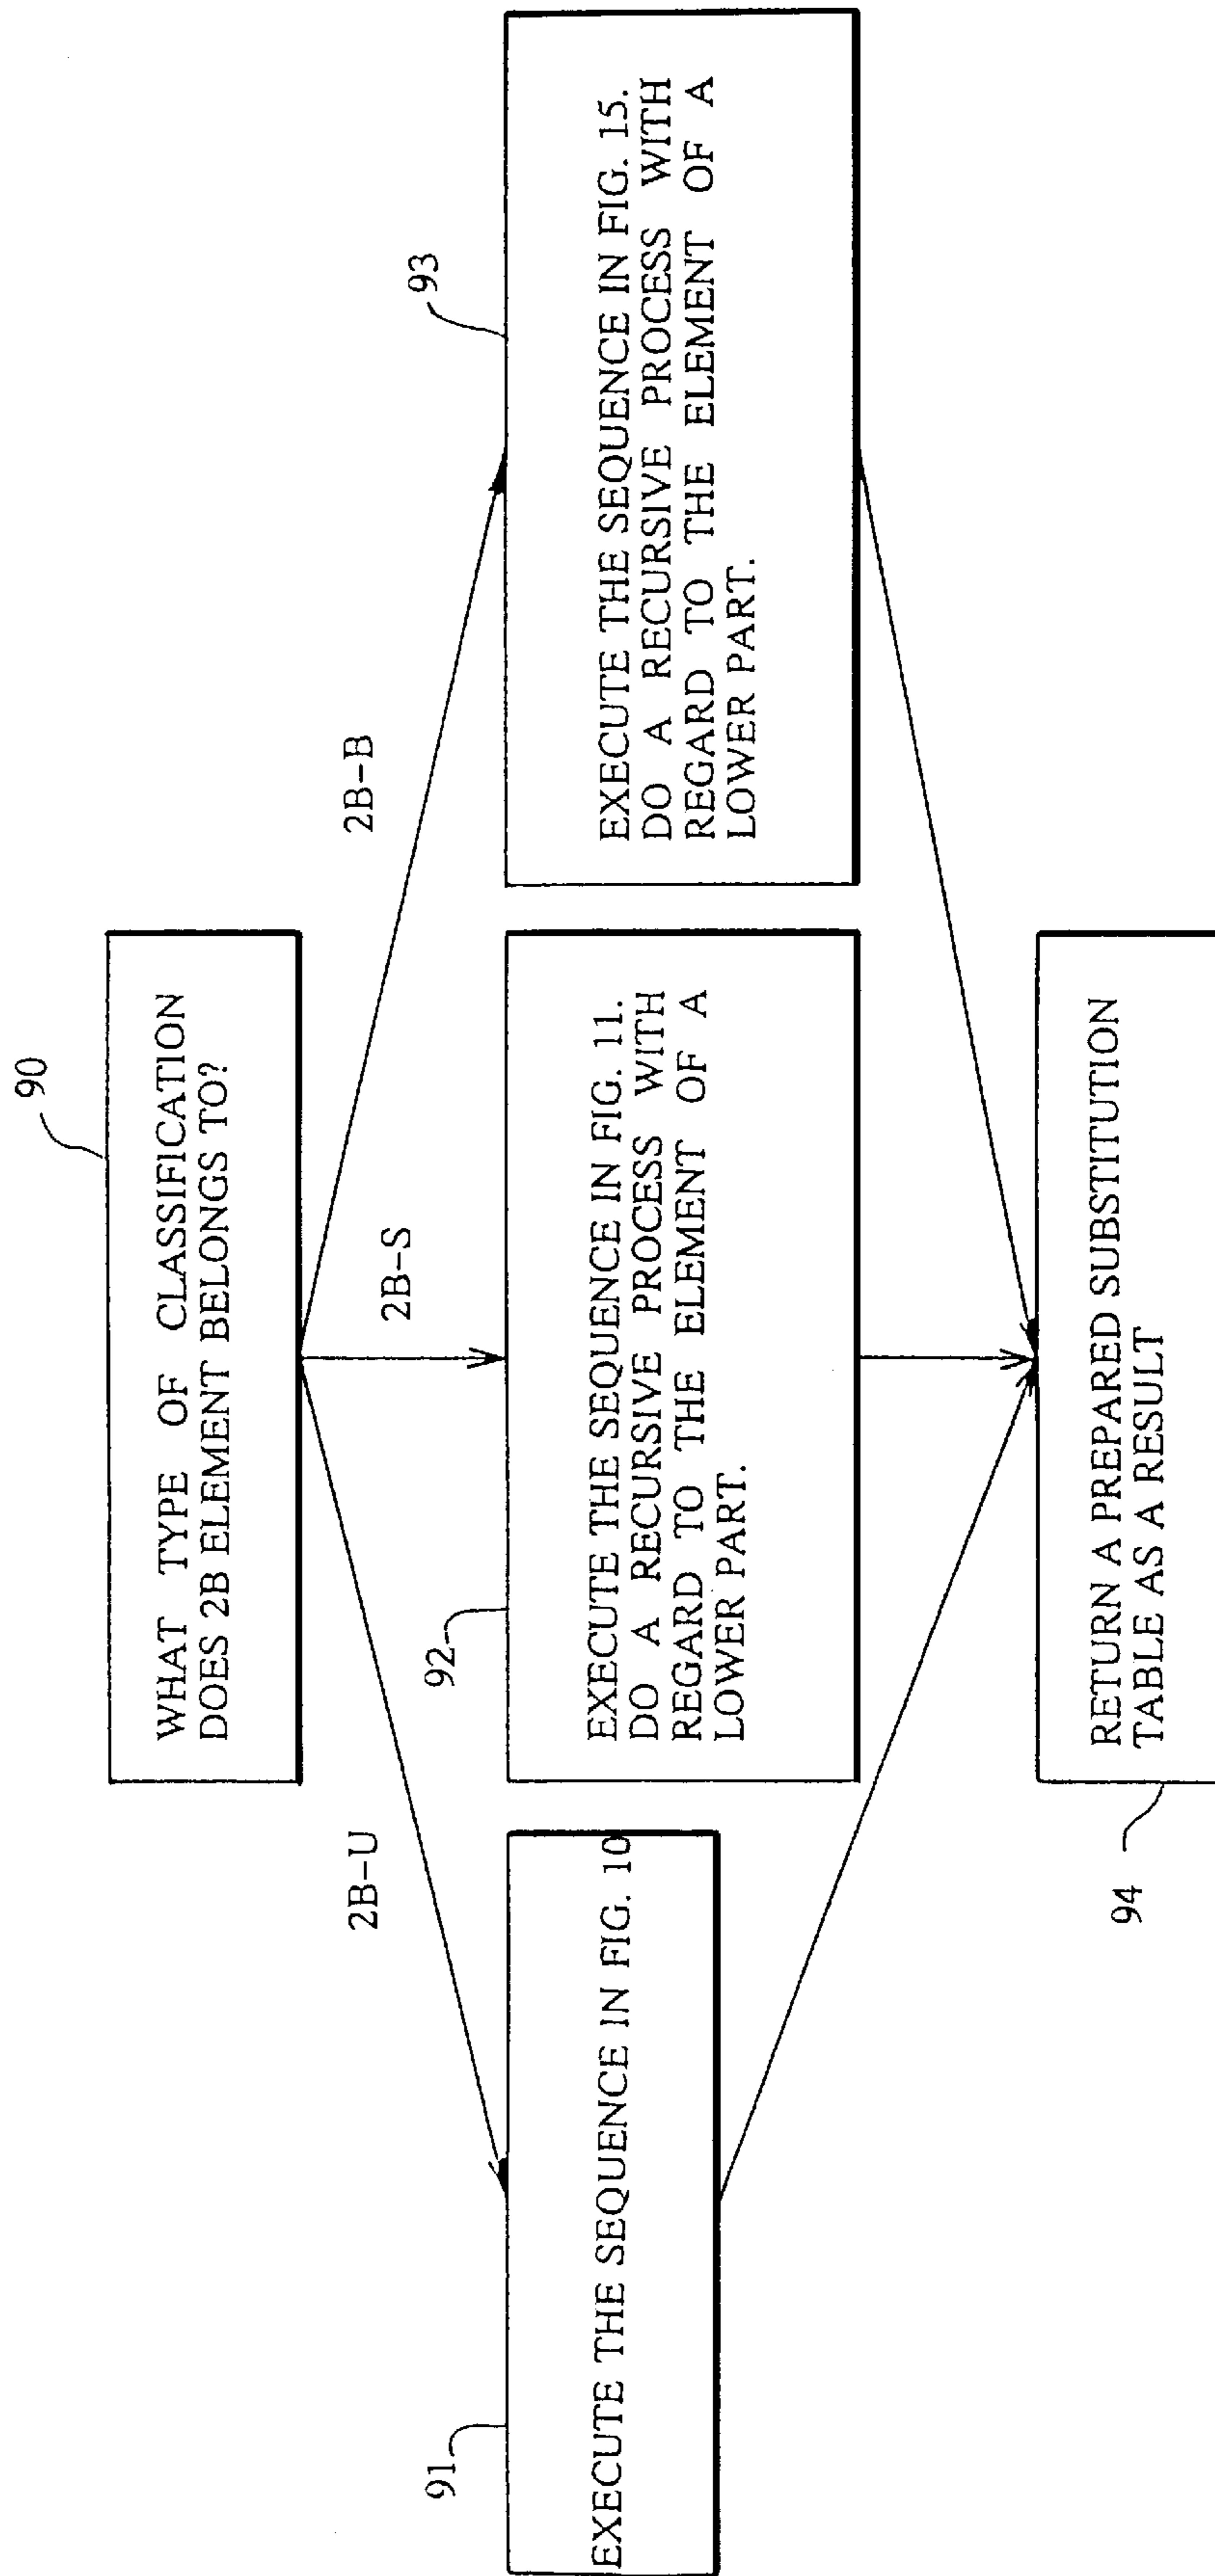 90
WHAT TYPE OF CLASSIFICATION
DOES 2B ELEMENT BELONGS TO?
2B-U
2B-S
2B-B
91
EXECUTE THE SEQUENCE IN FIG. 10
92
EXECUTE THE SEQUENCE IN FIG. 11.
DO A RECURSIVE PROCESS WITH
REGARD TO THE ELEMENT OF A
LOWER PART.
93
EXECUTE THE SEQUENCE IN FIG. 15.
DO A RECURSIVE PROCESS WITH
REGARD TO THE ELEMENT OF A
LOWER PART.
94
RETURN A PREPARED SUBSTITUTION
TABLE AS A RESULT